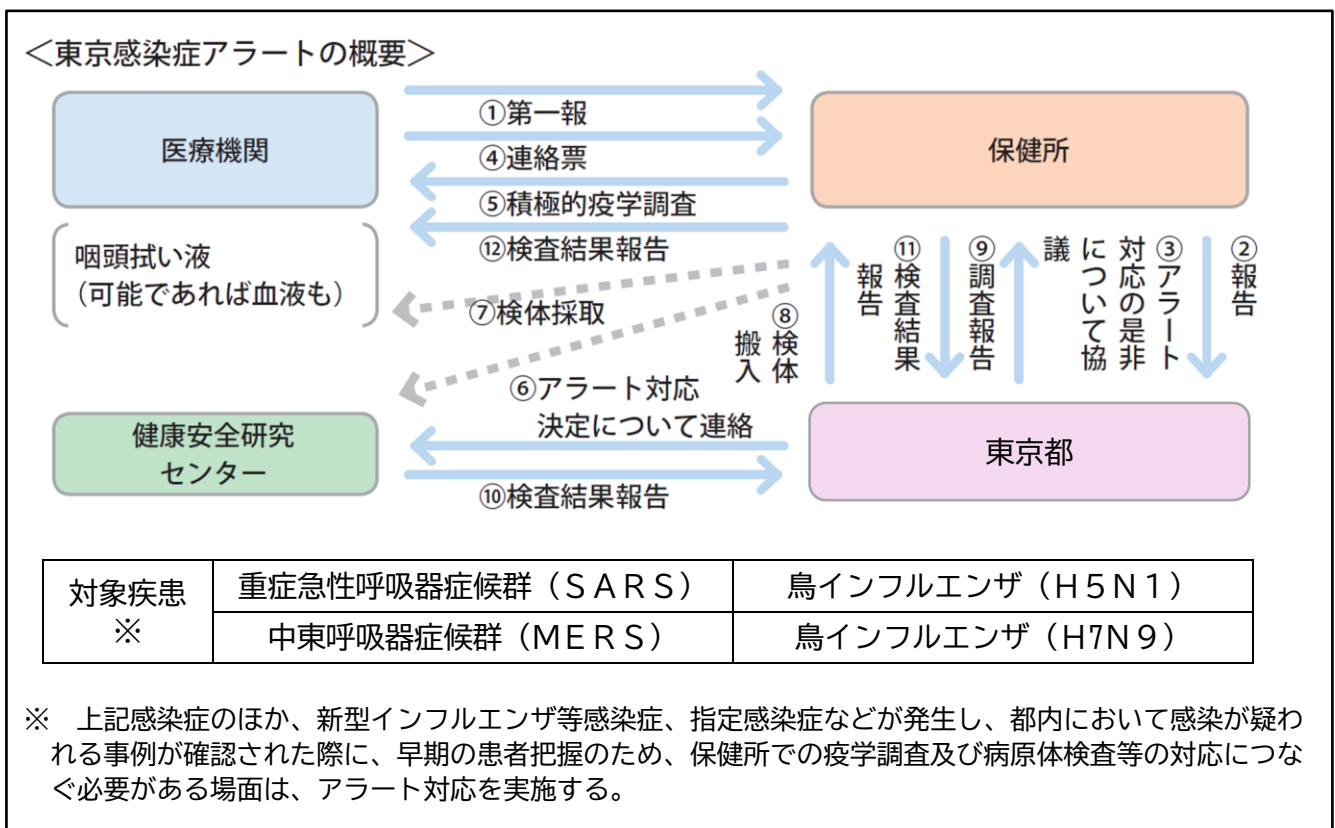 ＜東京感染症アラートの概要＞
医療機関
①第一報
④連絡票
⑤積極的疫学調査
⑫検査結果報告
保健所
咽頭拭い液
（可能であれば血液も）
⑦検体採取
⑧検体
搬入
⑪検査結果
報告
⑨調査報告
③アラート
対応の是非
について協
議
②報告
⑥アラート対応
決定について連絡
健康安全研究
センター
⑩検査結果報告
東京都
対象疾患
※
重症急性呼吸器症候群（ＳＡＲＳ）
鳥インフルエンザ（Ｈ５Ｎ１）
中東呼吸器症候群（ＭＥＲＳ）
鳥インフルエンザ（H7Ｎ９）
※　上記感染症のほか、新型インフルエンザ等感染症、指定感染症などが発生し、都内において感染が疑わ
れる事例が確認された際に、早期の患者把握のため、保健所での疫学調査及び病原体検査等の対応につな
ぐ必要がある場面は、アラート対応を実施する。